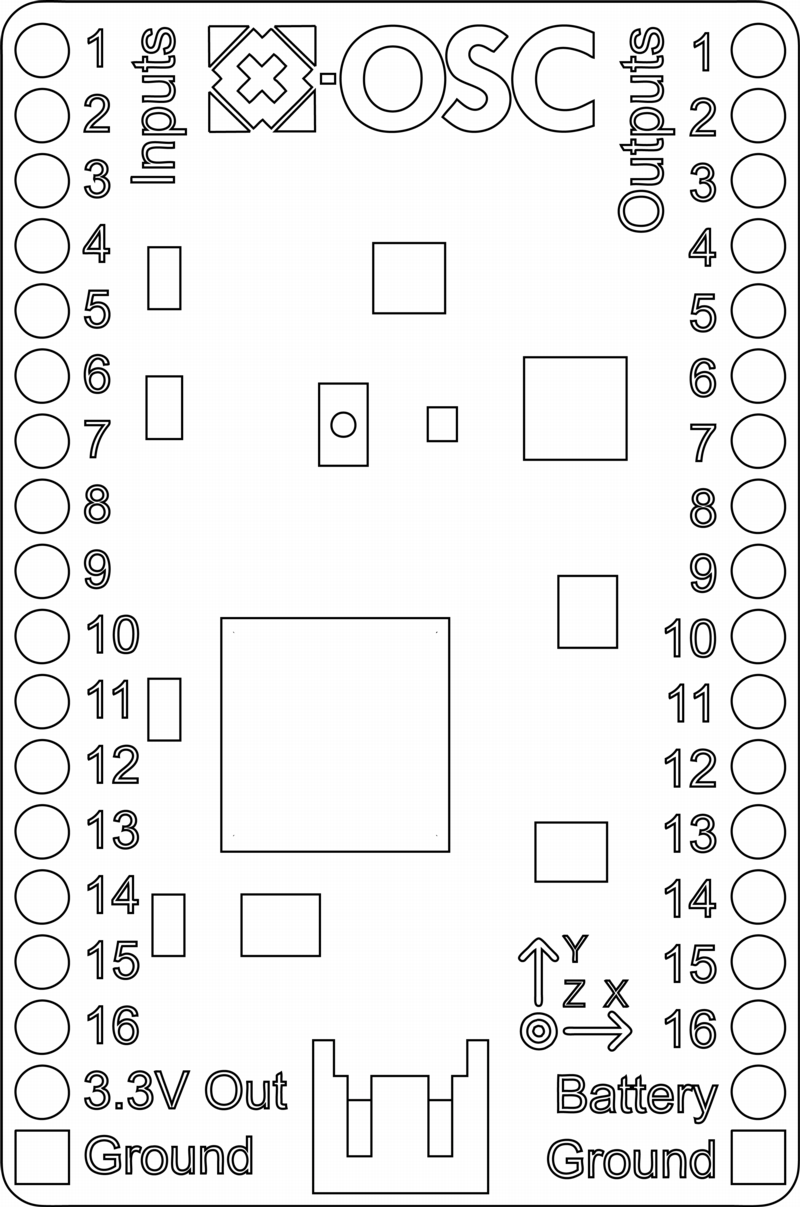 Inputs
x-OSC
Outputs
1 1
2 2
3 3
4 4
5 5
6 6
7 7
8 8
9 9
10 10
11 11
12 12
13 13
14 14
Y
15 15
Z X
16 16
3.3V Out Battery
Ground Ground